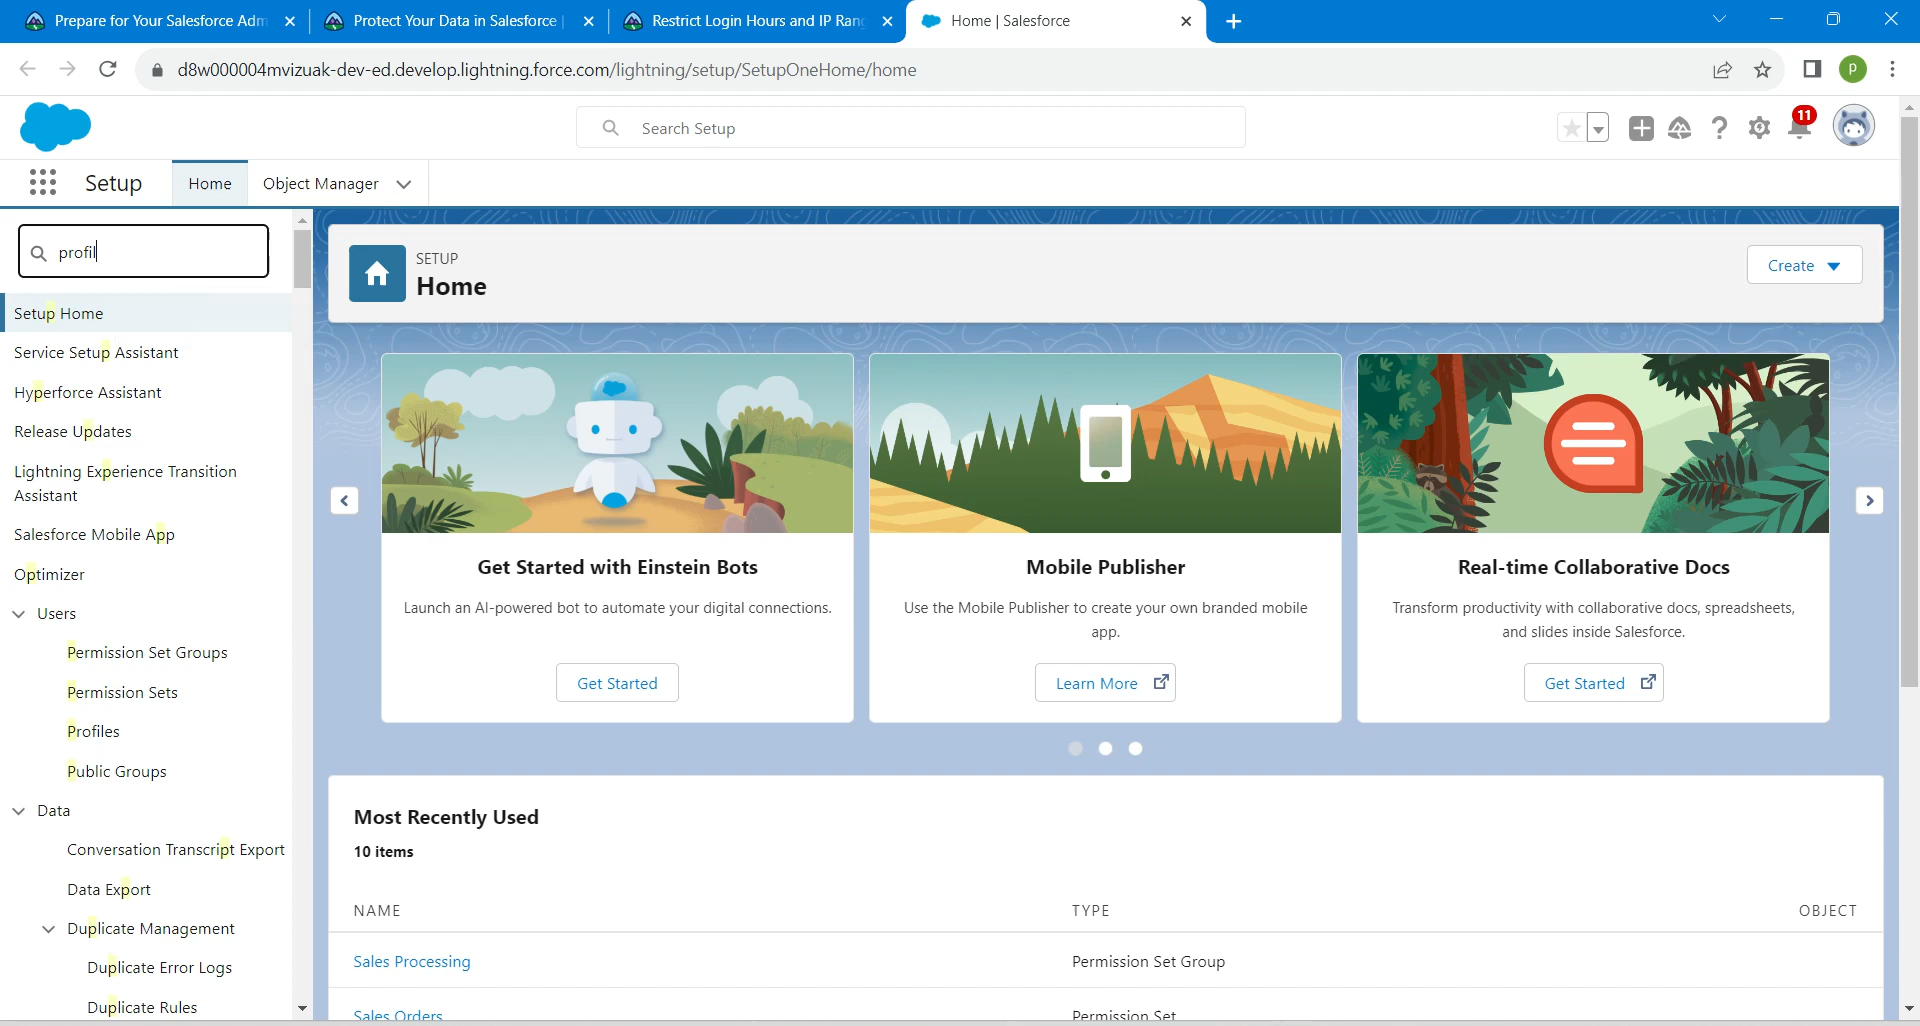 Prepare for Your Salesforce Adm
Protect Your Data in Salesforce |
Restrict Login Hours and IP Ran
Home | Salesforce
d8w000004mvizuak-dev-ed.develop.lightning.force.com/lightning/setup/SetupOneHome/home
P
Search Setup
11
Setup
Home
Object Manager
profil
Setup Home
Service Setup Assistant
Hyperforce Assistant
Release Updates
Lightning Experience Transition
Assistant
Salesforce Mobile App
Optimizer
Users
Permission Set Groups
Permission Sets
Profiles
Public Groups
Data
Conversation Transcript Export
Data Export
Duplicate Management
Duplicate Error Logs
Duplicate Rules
SETUP
Home
Create
Get Started with Einstein Bots
Launch an AI-powered bot to automate your digital connections.
Get Started
Mobile Publisher
Use the Mobile Publisher to create your own branded mobile
app.
Learn More
Real-time Collaborative Docs
Transform productivity with collaborative docs, spreadsheets,
and slides inside Salesforce.
Get Started
Most Recently Used
10 items
NAME TYPE OBJECT
Sales Processing Permission Set Group
Sales Orders Permission Set